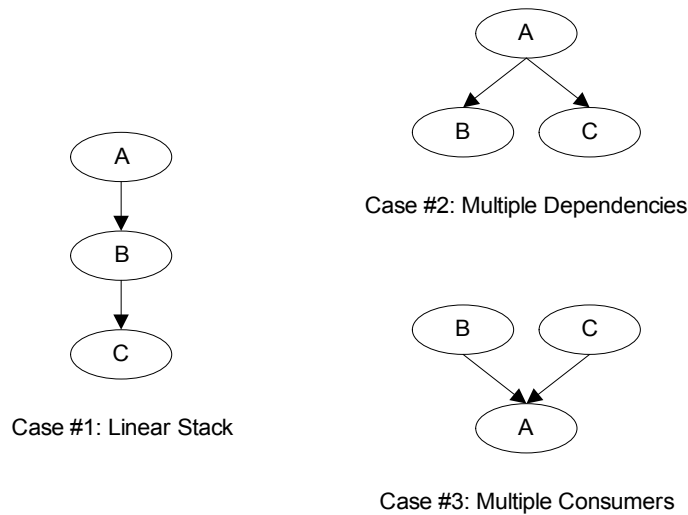 A
B
C
Case #1: Linear Stack
A
B C
Case #2: Multiple Dependencies
B C
A
Case #3: Multiple Consumers